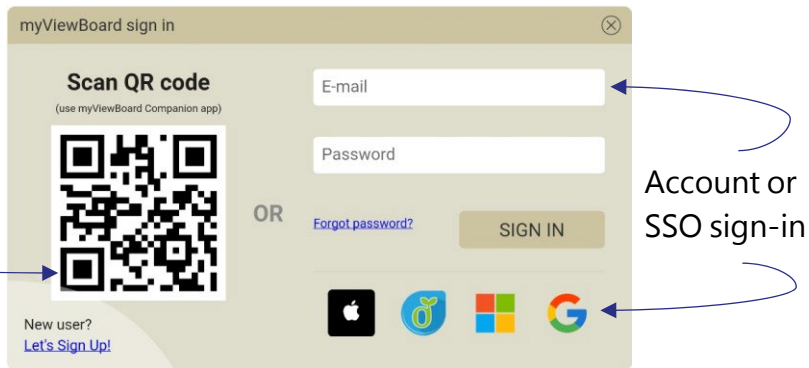 myViewBoard sign in
Scan QR code
(use myViewBoard Companion app)
OR
New user?
Let's Sign Up!
E-mail
Password
Forgot password?
SIGN IN
Account or
SSO sign-in